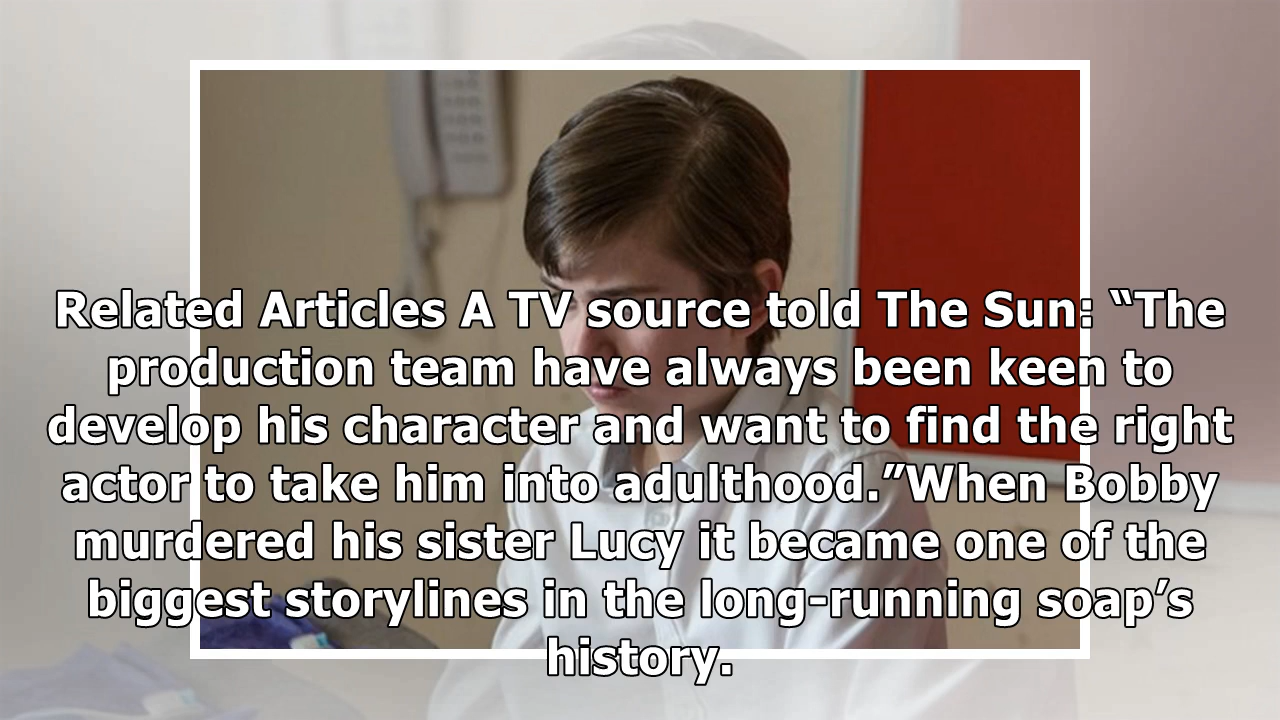 Related Articles A TV source told The Sun: “The
production team have always been keen to
develop his character and want to find the right
actor to take him into adulthood.”When Bobby
murdered his sister Lucy it became one of the
biggest storylines in the long-running soap’s
history.